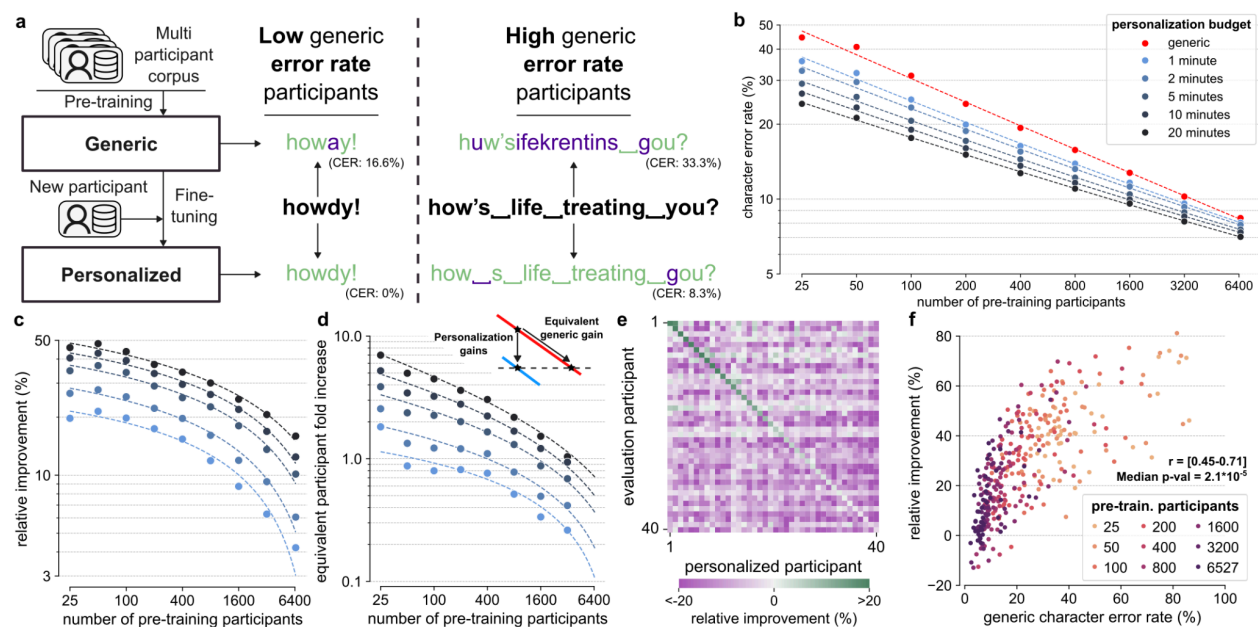 a
Multi
participant
corpus
Pre-training
Generic
New participant
Fine-
tuning
Personalized
Low generic
error rate
participants
howay!
(CER: 16.6%)
howdy!
howdy!
(CER: 0%)
High generic
error rate
participants
huw'sifekrentins_gou?
(CER: 33.3%)
how's_life_treating_you?
how_s_life_treating_gou?
(CER: 8.3%)
b
character error rate (%)
50
40
30
20
10
5
25 50 100 200 400 800 1600 3200 6400
number of pre-training participants
personalization budget
generic
1 minute
2 minutes
5 minutes
10 minutes
20 minutes
c
relative improvement (%)
50
10
3
25 100 400 1600 6400
number of pre-training participants
d
equivalent participant fold increase
10.0
1.0
0.1
25 100 400 1600 6400
number of pre-training participants
Personalization
gains
Equivalent
generic gain
e
evaluation participant
1
40
1 40
personalized participant
<-20 0 >20
relative improvement (%)
f
relative improvement (%)
80
60
40
20
0
−20
0 20 40 60 80 100
generic character error rate (%)
r = [0.45-0.71]
Median p-val = 2.1*10⁻⁵
pre-train. participants
25 200 1600
50 400 3200
100 800 6527